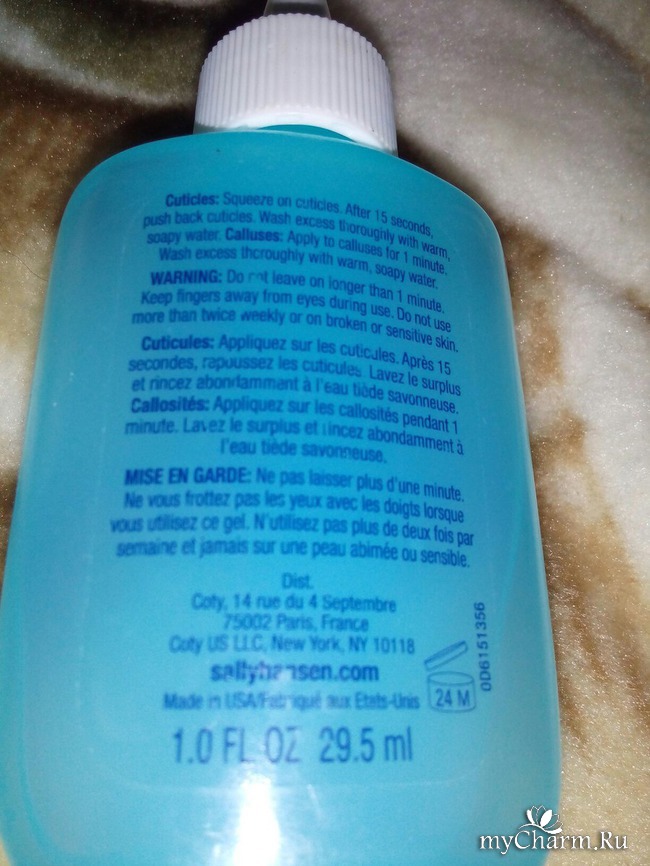 Cuticles: Squeeze on cuticles. After 15 seconds,
push back cuticles. Wash excess thoroughly with warm,
soapy water. Calluses: Apply to calluses for 1 minute.
Wash excess thoroughly with warm, soapy water.
WARNING: Do not leave on longer than 1 minute.
Keep fingers away from eyes during use. Do not use
more than twice weekly or on broken or sensitive skin.
Cuticules: Appliquez sur les cuticules. Après 15
secondes, repoussez les cuticules. Lavez le surplus
et rincez abondamment à l'eau tiède savonneuse.
Callosités: Appliquez sur les callosités pendant 1
minute. Lavez le surplus et rincez abondamment à
l'eau tiède savonneuse.
MISE EN GARDE: Ne pas laisser plus d'une minute.
Ne vous frottez pas les yeux avec les doigts lorsque
vous utilisez ce gel. N'utilisez pas plus de deux fois par
semaine et jamais sur une peau abimée ou sensible.
Dist.
Coty, 14 rue du 4 Septembre
75002 Paris, France
Coty US LLC, New York, NY 10118
sallyhansen.com
Made in USA/Fabriqué aux Etats-Unis
24 M
0D6151356
1.0 FL OZ 29.5 ml
myCharm.Ru